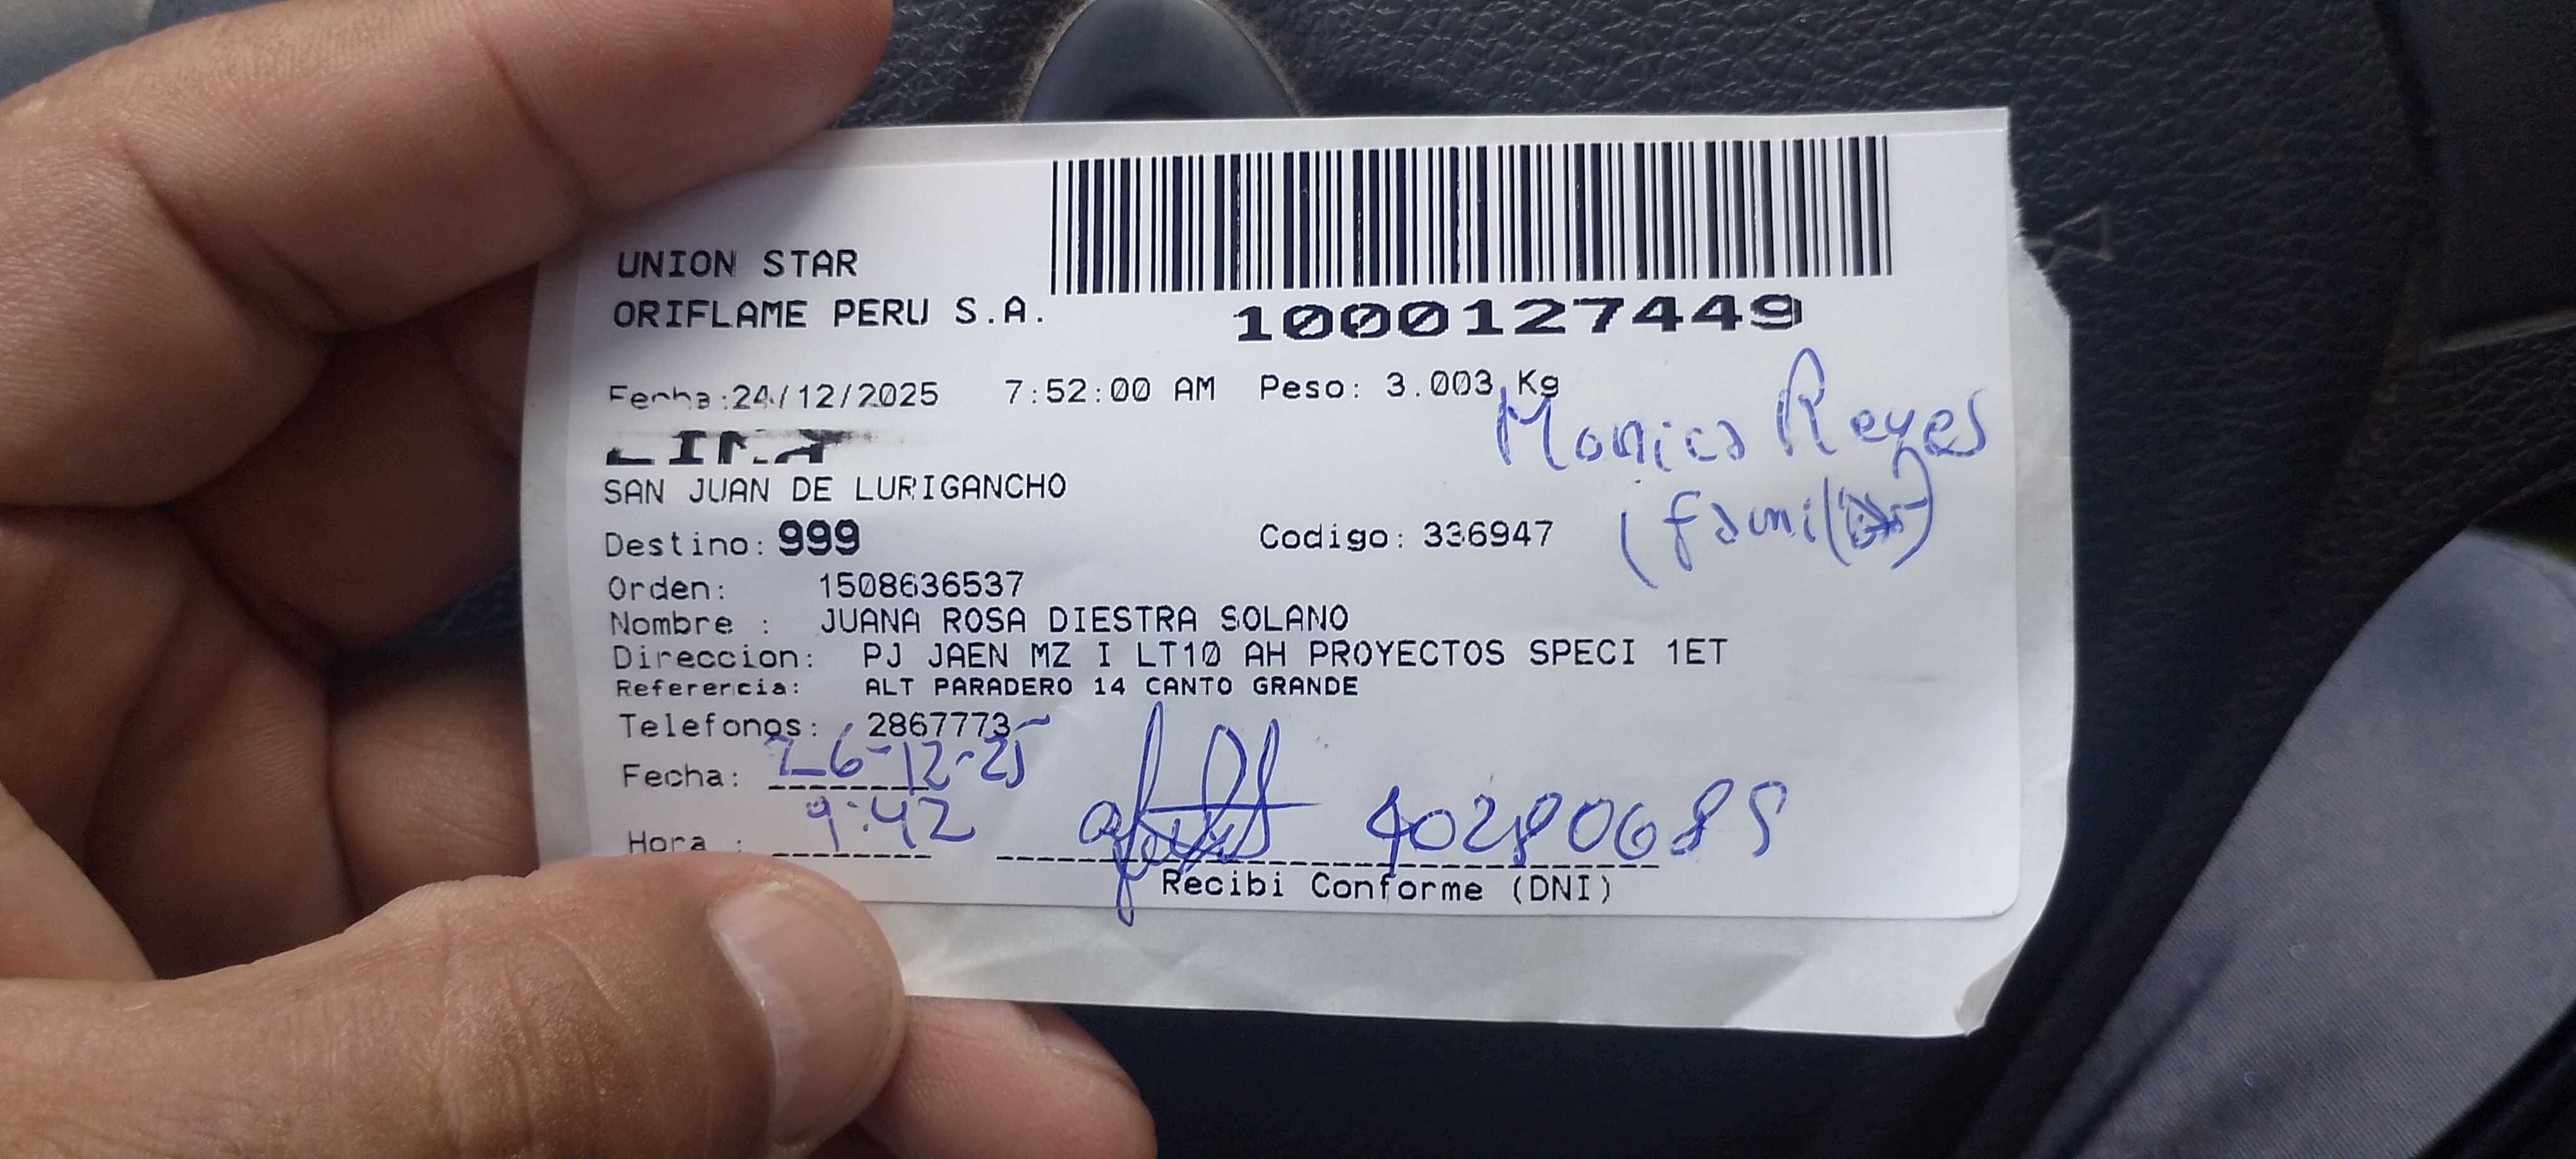 UNION STAR
ORIFLAME PERU S.A.
1000127449
Fecha:24/12/2025 7:52:00 AM Peso: 3.003 Kg
LIMA
Monica Reyes
SAN JUAN DE LURIGANCHO
(familiar)
Destino: 999 Codigo: 336947
Orden: 1508636537
Nombre : JUANA ROSA DIESTRA SOLANO
Direccion: PJ JAEN MZ I LT10 AH PROYECTOS SPECI 1ET
Referencia: ALT PARADERO 14 CANTO GRANDE
Telefonos: 2867773
Fecha: 26-12-25
Hora : 9:42
Recibi Conforme (DNI)